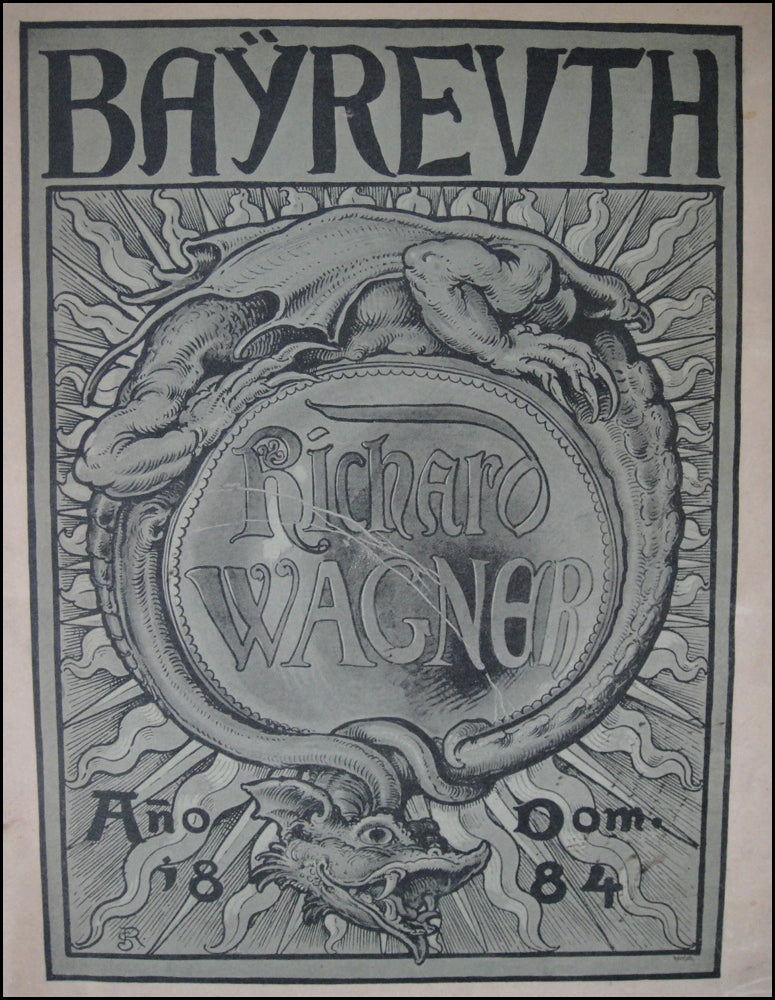 BAŸREVTH
Richard
WAGNER
Año Dom.
18 84